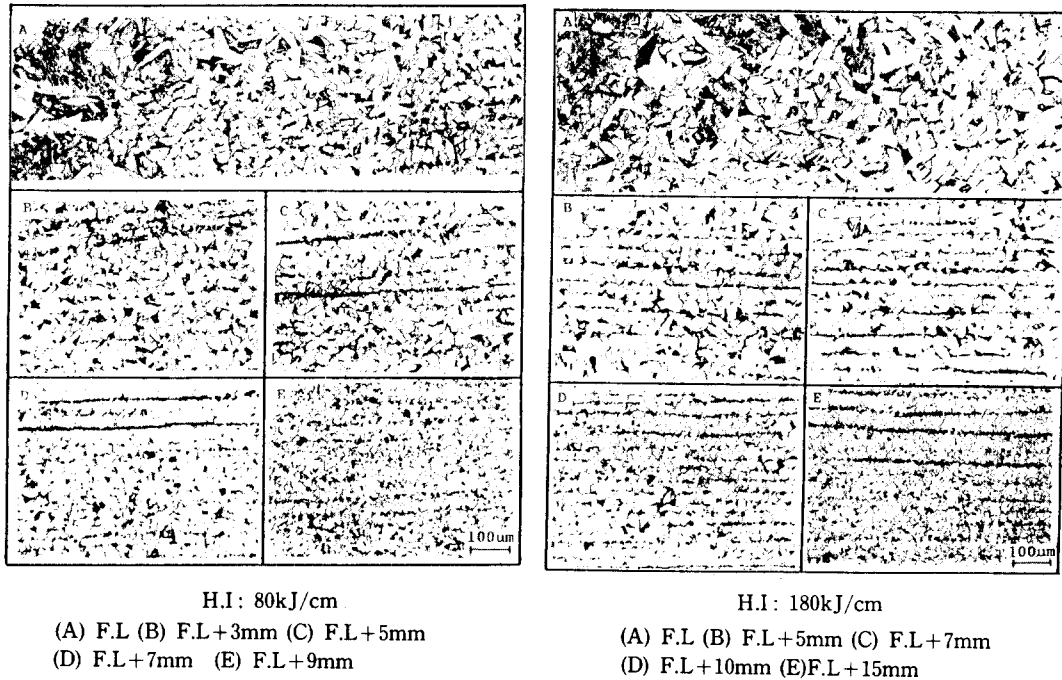 A
B
C
D
E
100um
H.I : 80kJ/cm
(A) F.L (B) F.L+3mm (C) F.L+5mm
(D) F.L+7mm (E) F.L+9mm
A
B
C
D
E
100um
H.I : 180kJ/cm
(A) F.L (B) F.L+5mm (C) F.L+7mm
(D) F.L+10mm (E)F.L+15mm